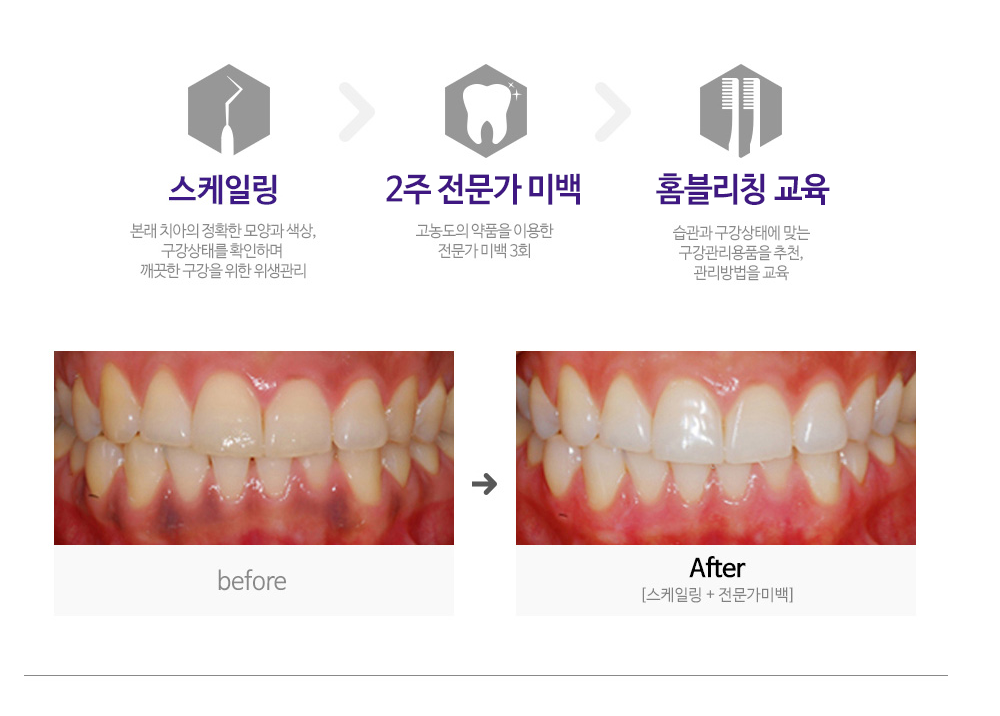 스케일링
본래 치아의 정확한 모양과 색상,
구강상태를 확인하며
깨끗한 구강을 위한 위생관리
2주 전문가 미백
고농도의 약품을 이용한
전문가 미백 3회
홈블리칭 교육
습관과 구강상태에 맞는
구강관리용품을 추천,
관리방법을 교육
before
After
[스케일링 + 전문가미백]